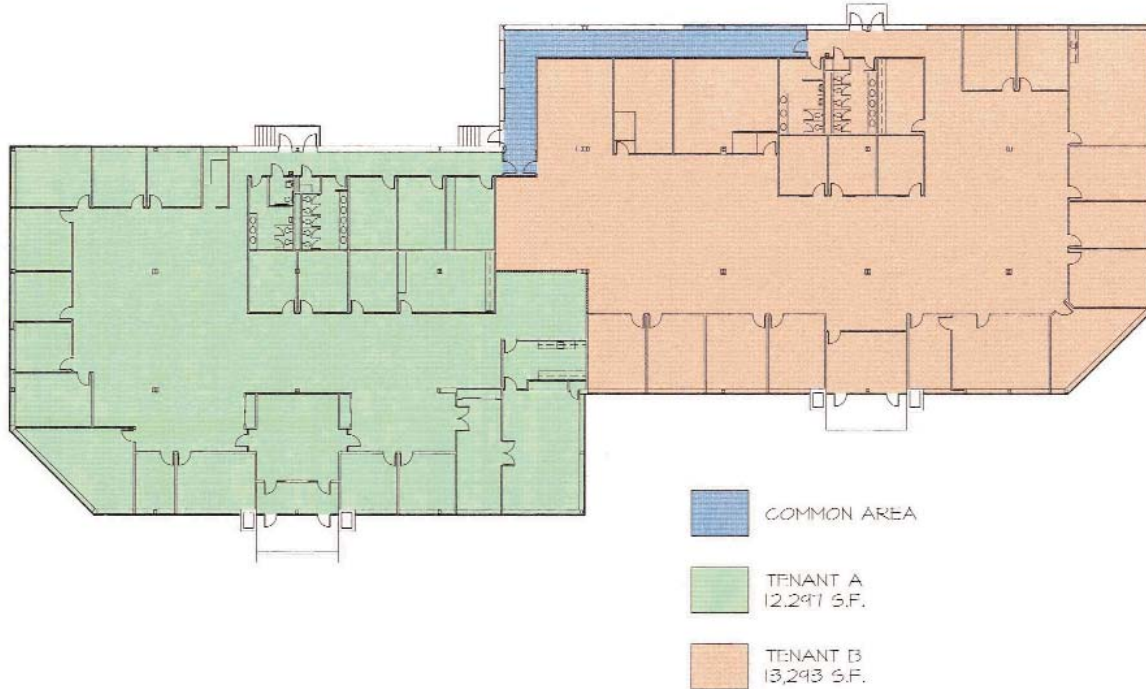 COMMON AREA
TENANT A
12,297 S.F.
TENANT B
13,293 S.F.